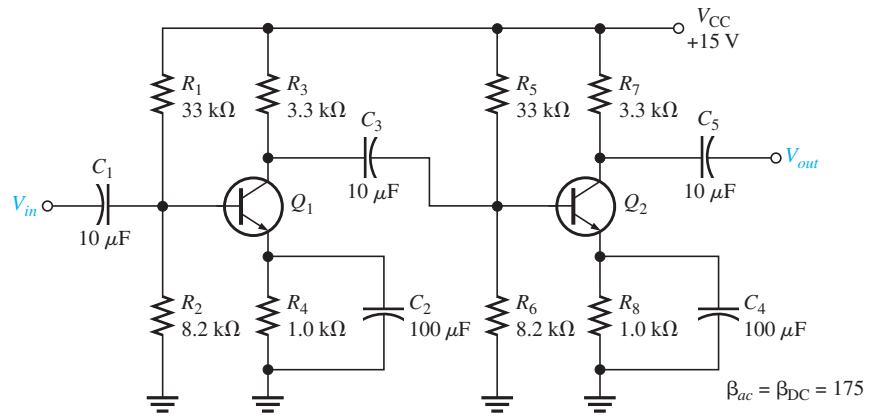 V_CC
+15 V
R_1
33 kΩ
R_3
3.3 kΩ
R_5
33 kΩ
R_7
3.3 kΩ
C_3
10 μF
C_5
10 μF
V_out
C_1
V_in
10 μF
Q_1
Q_2
R_2
8.2 kΩ
R_4
1.0 kΩ
C_2
100 μF
R_6
8.2 kΩ
R_8
1.0 kΩ
C_4
100 μF
β_ac = β_DC = 175